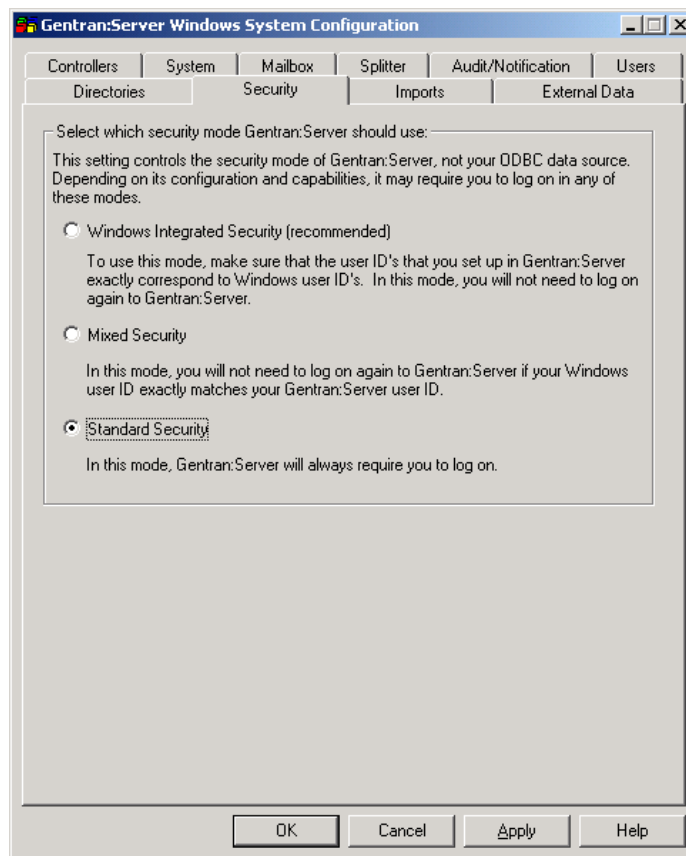 Gentran:Server Windows System Configuration
Controllers System Mailbox Splitter Audit/Notification Users
Directories Security Imports External Data
Select which security mode Gentran:Server should use:
This setting controls the security mode of Gentran:Server, not your ODBC data source.
Depending on its configuration and capabilities, it may require you to log on in any of
these modes.
Windows Integrated Security (recommended)
To use this mode, make sure that the user ID's that you set up in Gentran:Server
exactly correspond to Windows user ID's. In this mode, you will not need to log on
again to Gentran:Server.
Mixed Security
In this mode, you will not need to log on again to Gentran:Server if your Windows
user ID exactly matches your Gentran:Server user ID.
Standard Security
In this mode, Gentran:Server will always require you to log on.
OK Cancel Apply Help